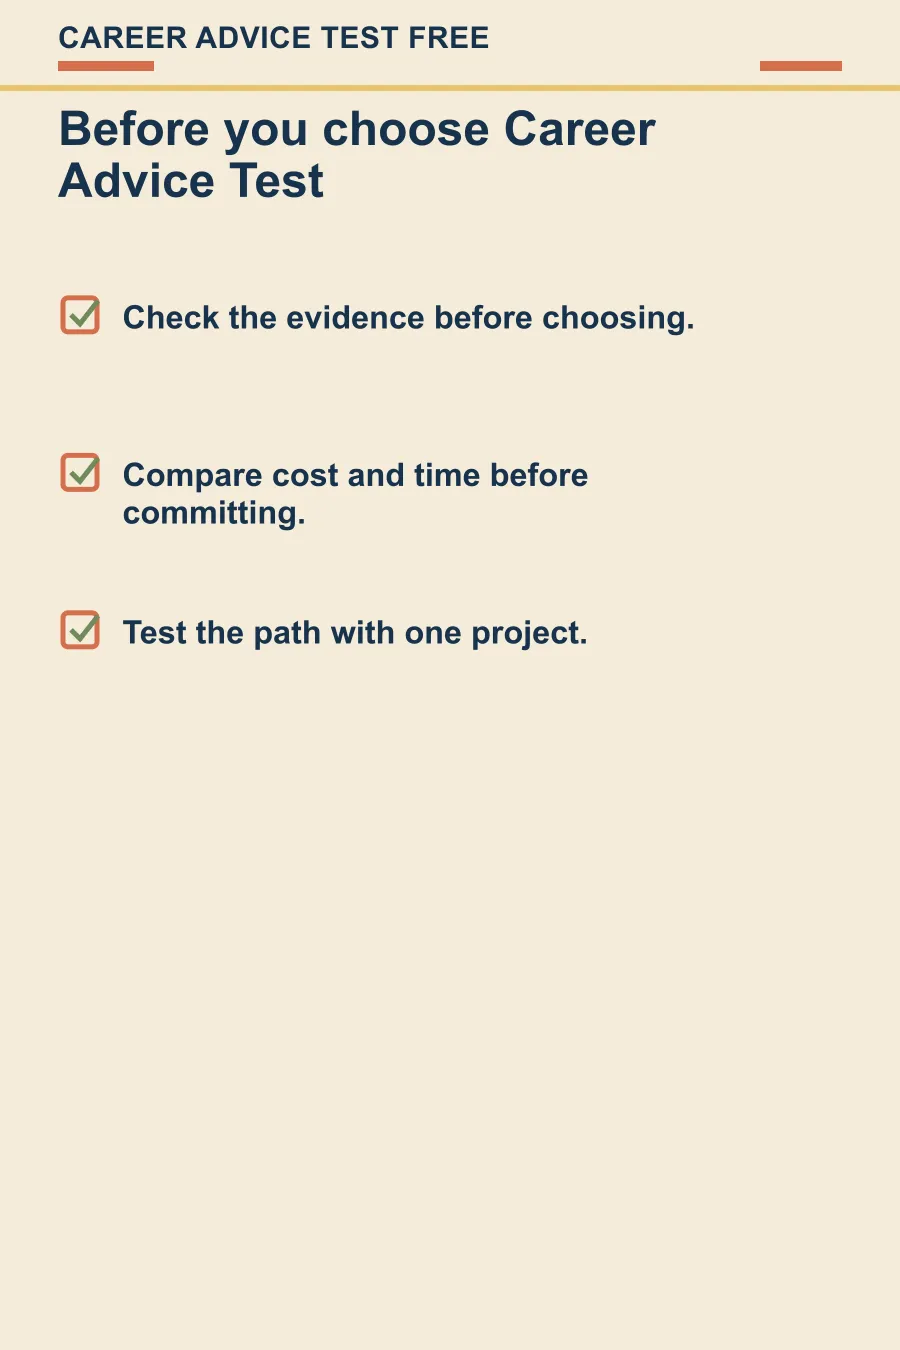 CAREER ADVICE TEST FREE
Before you choose Career
Advice Test
Check the evidence before choosing.
Compare cost and time before
committing.
Test the path with one project.